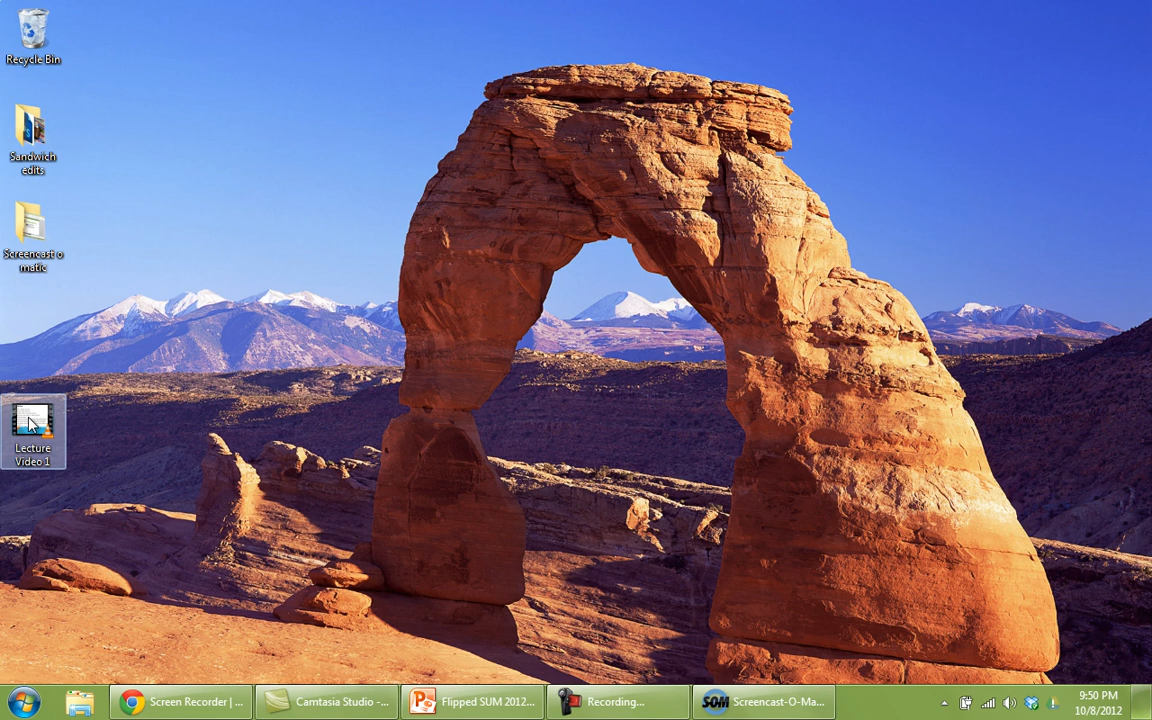 Recycle Bin
Sandwich
edits
Screencast o
matic
Lecture
Video 1
Screen Recorder | ...
Camtasia Studio -...
Flipped SUM 2012...
Recording...
SOM Screencast-O-Ma...
9:50 PM
10/8/2012